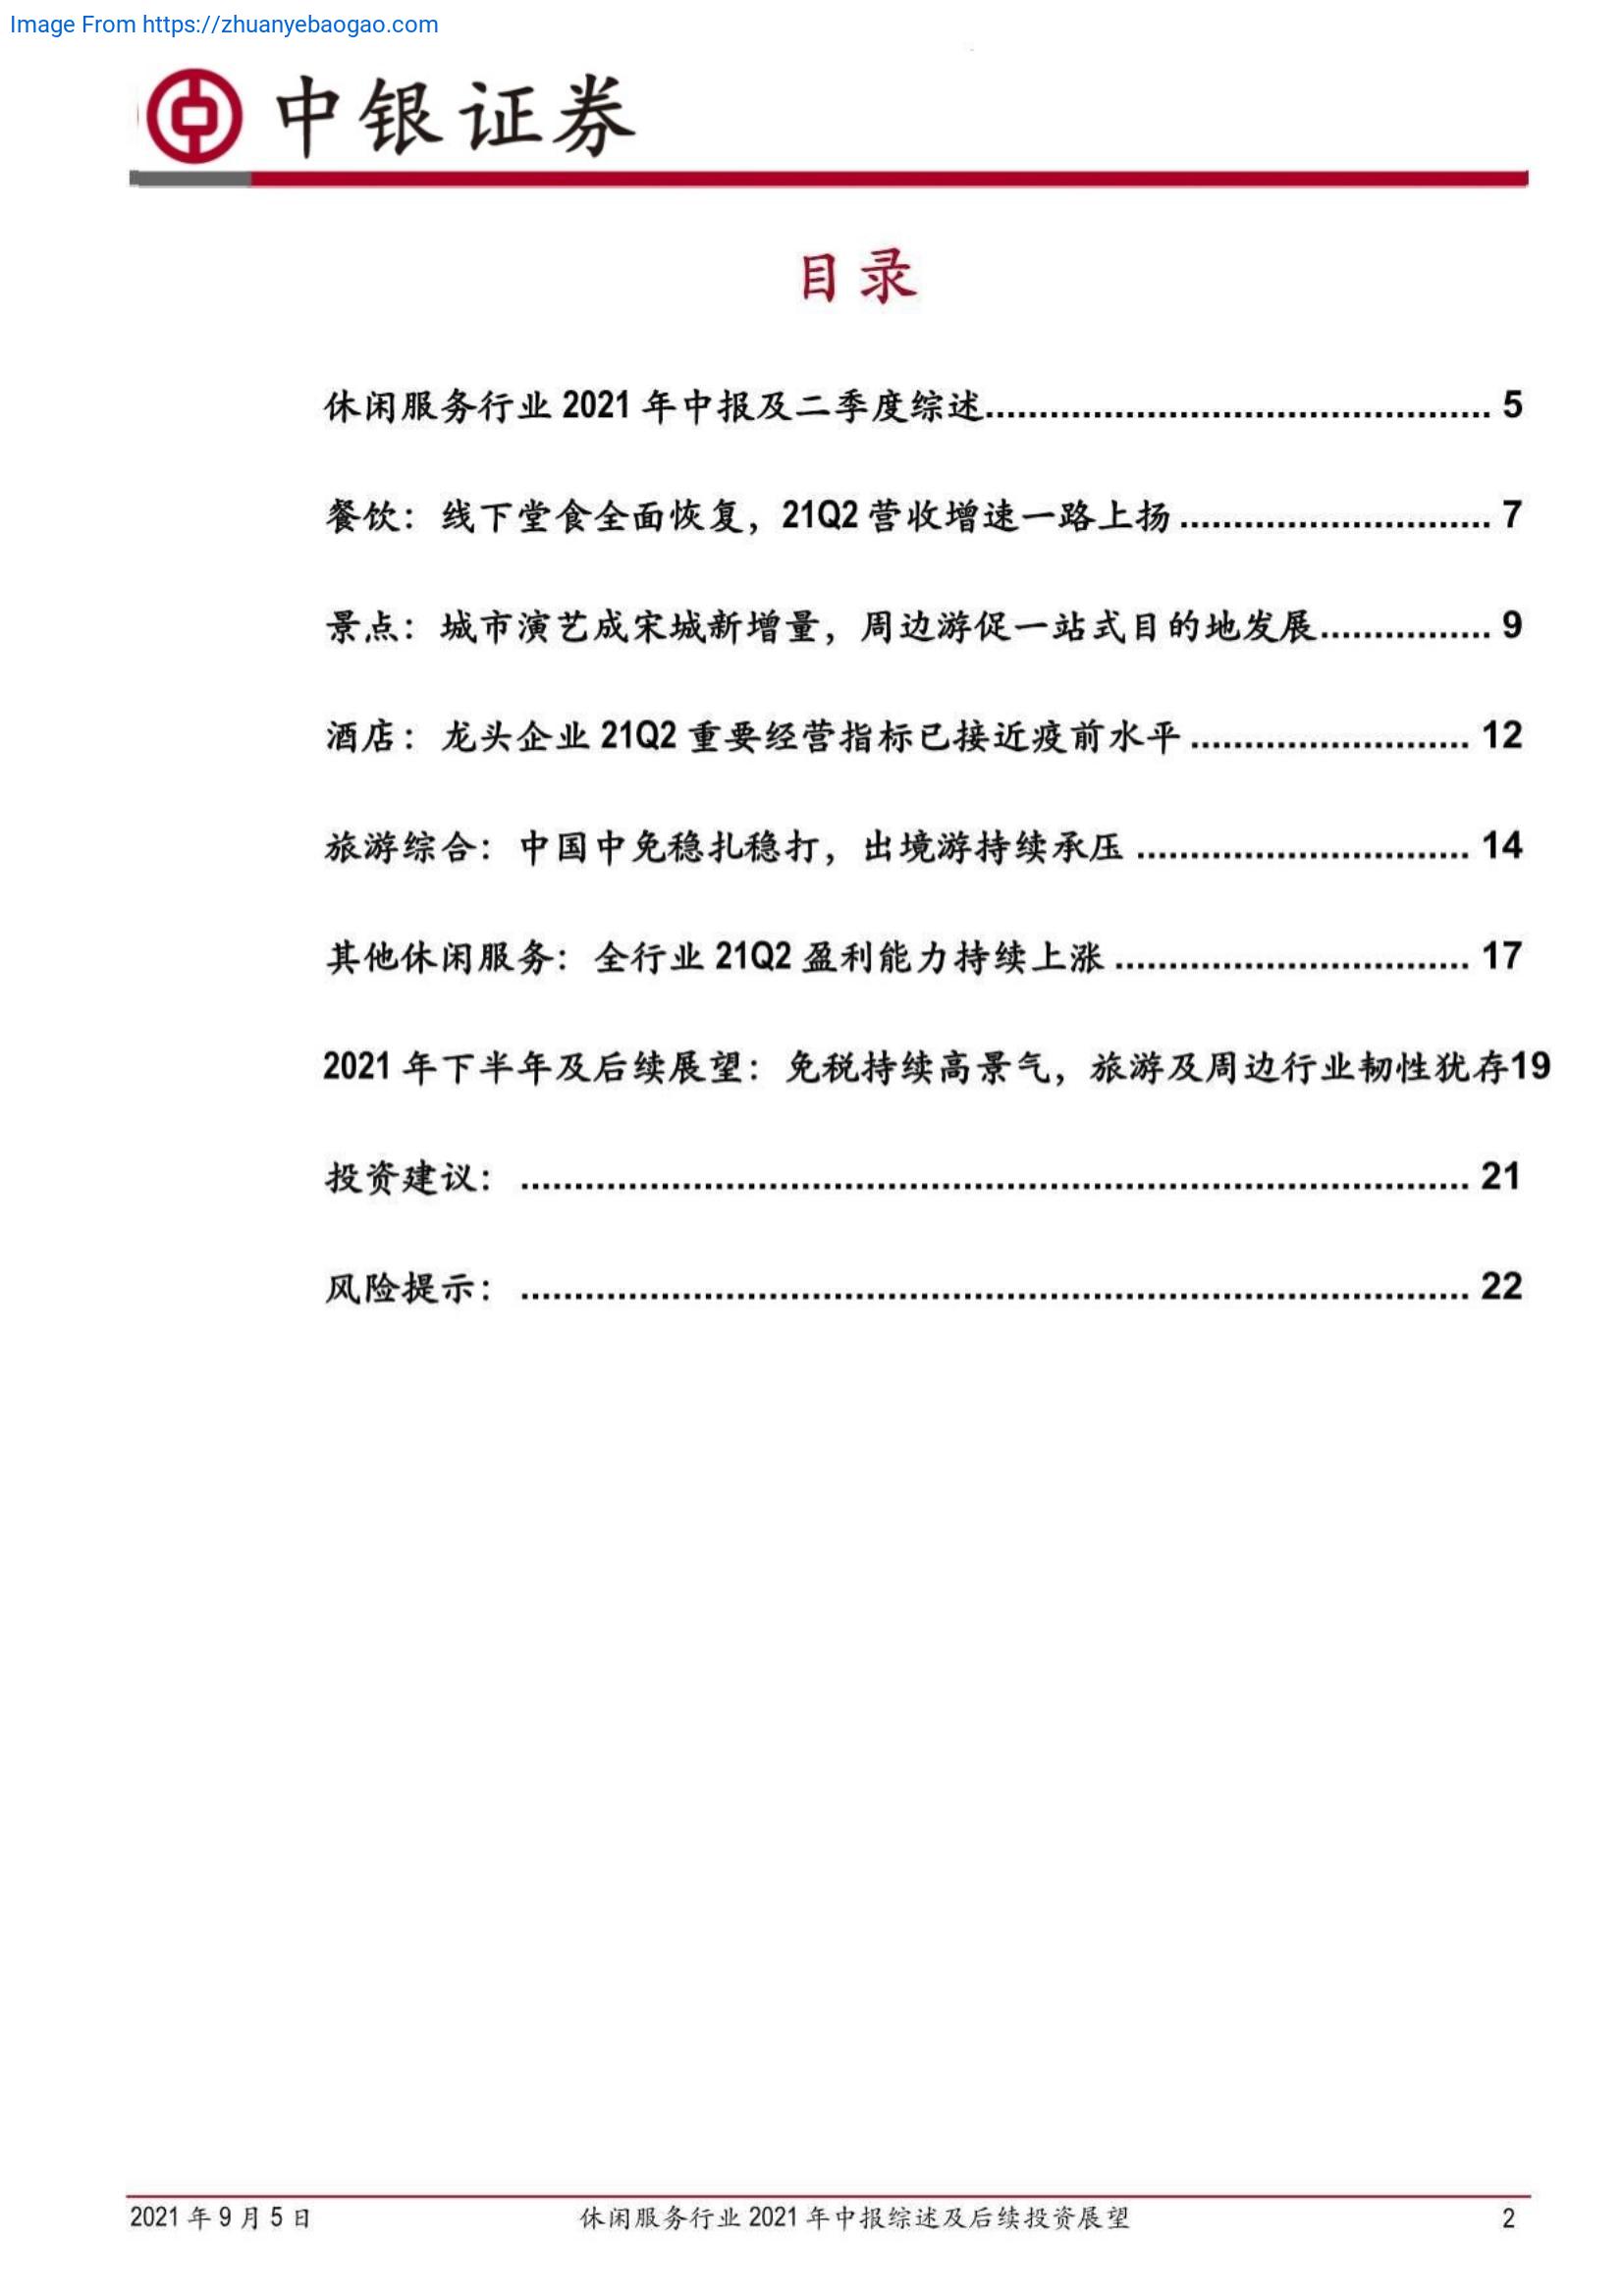 Image From https://zhuanyebaogao.com
中银证券
目录
休闲服务行业 2021 年中报及二季度综述............................................... 5
餐饮：线下堂食全面恢复，21Q2 营收增速一路上扬............................. 7
景点：城市演艺成宋城新增量，周边游促一站式目的地发展................ 9
酒店：龙头企业 21Q2 重要经营指标已接近疫前水平.......................... 12
旅游综合：中国中免稳扎稳打，出境游持续承压............................... 14
其他休闲服务：全行业 21Q2 盈利能力持续上涨................................. 17
2021 年下半年及后续展望：免税持续高景气，旅游及周边行业韧性犹存19
投资建议：........................................................................................ 21
风险提示：........................................................................................ 22
2021 年 9 月 5 日 休闲服务行业 2021 年中报综述及后续投资展望 2